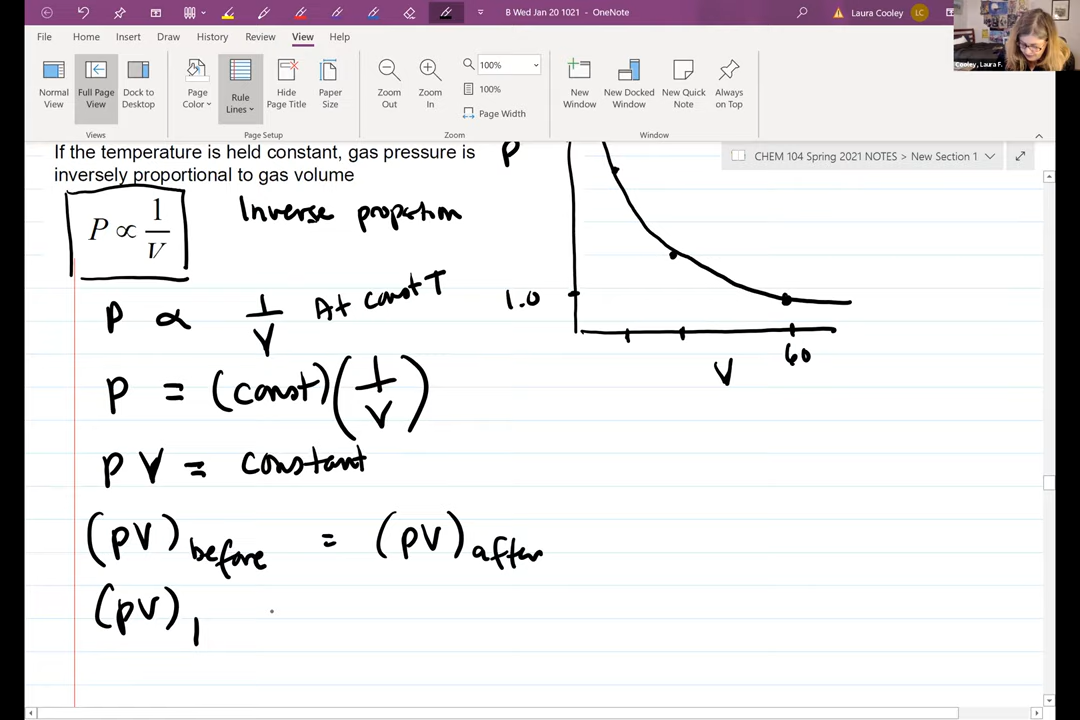 B Wed Jan 20 1021 - OneNote
Laura Cooley LC
File Home Insert Draw History Review View Help
Normal View
Full Page View
Dock to Desktop
Page Color
Rule Lines
Hide Page Title
Paper Size
Zoom Out
Zoom In
100%
100%
Page Width
New Window
New Docked Window
New Quick Note
Always on Top
Views Page Setup Zoom Window
Cooley, Laura F.
CHEM 104 Spring 2021 NOTES > New Section 1
If the temperature is held constant, gas pressure is
inversely proportional to gas volume
P ∝ 1/V
Inverse proportion
P ∝ 1/V At const T
P = (const)(1/V)
PV = constant
(PV) before = (PV) after
(PV) 1
P
1.0
60
V